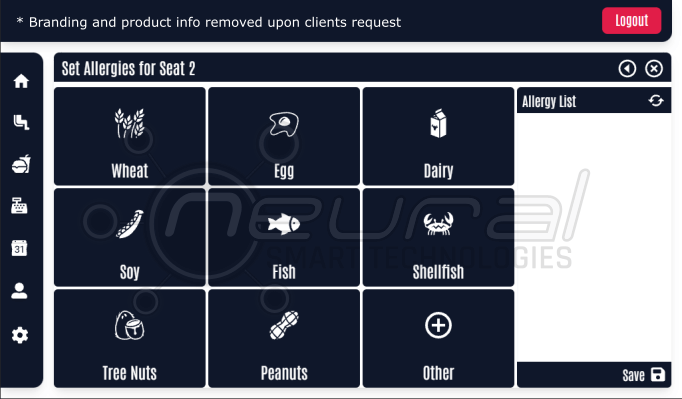 * Branding and product info removed upon clients request
Logout
Set Allergies for Seat 2
Wheat
Egg
Dairy
Allergy List
31
Soy
Fish
Shellfish
neural
SMART TECHNOLOGIES
Tree Nuts
Peanuts
Other
Save